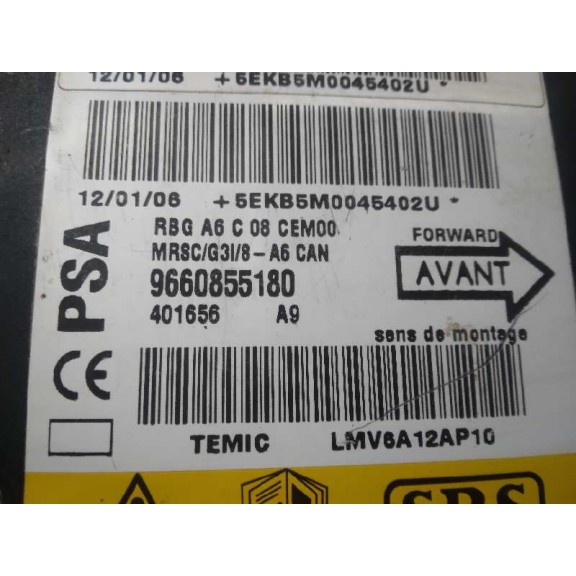 12/01/06 +5EKB5M0045402U*
12/01/06 +5EKB5M0045402U*
PSA
CE
RBG A6 C 08 CEM00
MRSC/G3I/8-A6 CAN
9660855180
401656 A9
FORWARD
AVANT
sens de montage
TEMIC LMV6A12AP10
SRS